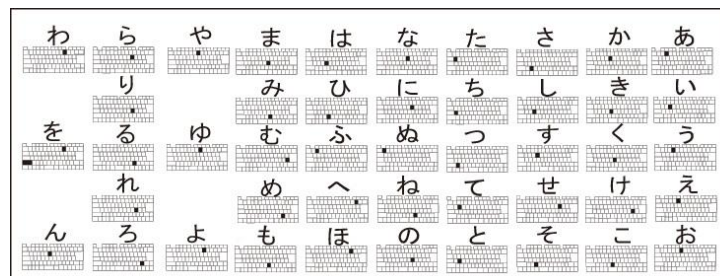 わ ら や ま は な た さ か あ
り み ひ に ち し き い
を る ゆ む ふ ぬ つ す く う
れ め へ ね て せ け え
ん ろ よ も ほ の と そ こ お